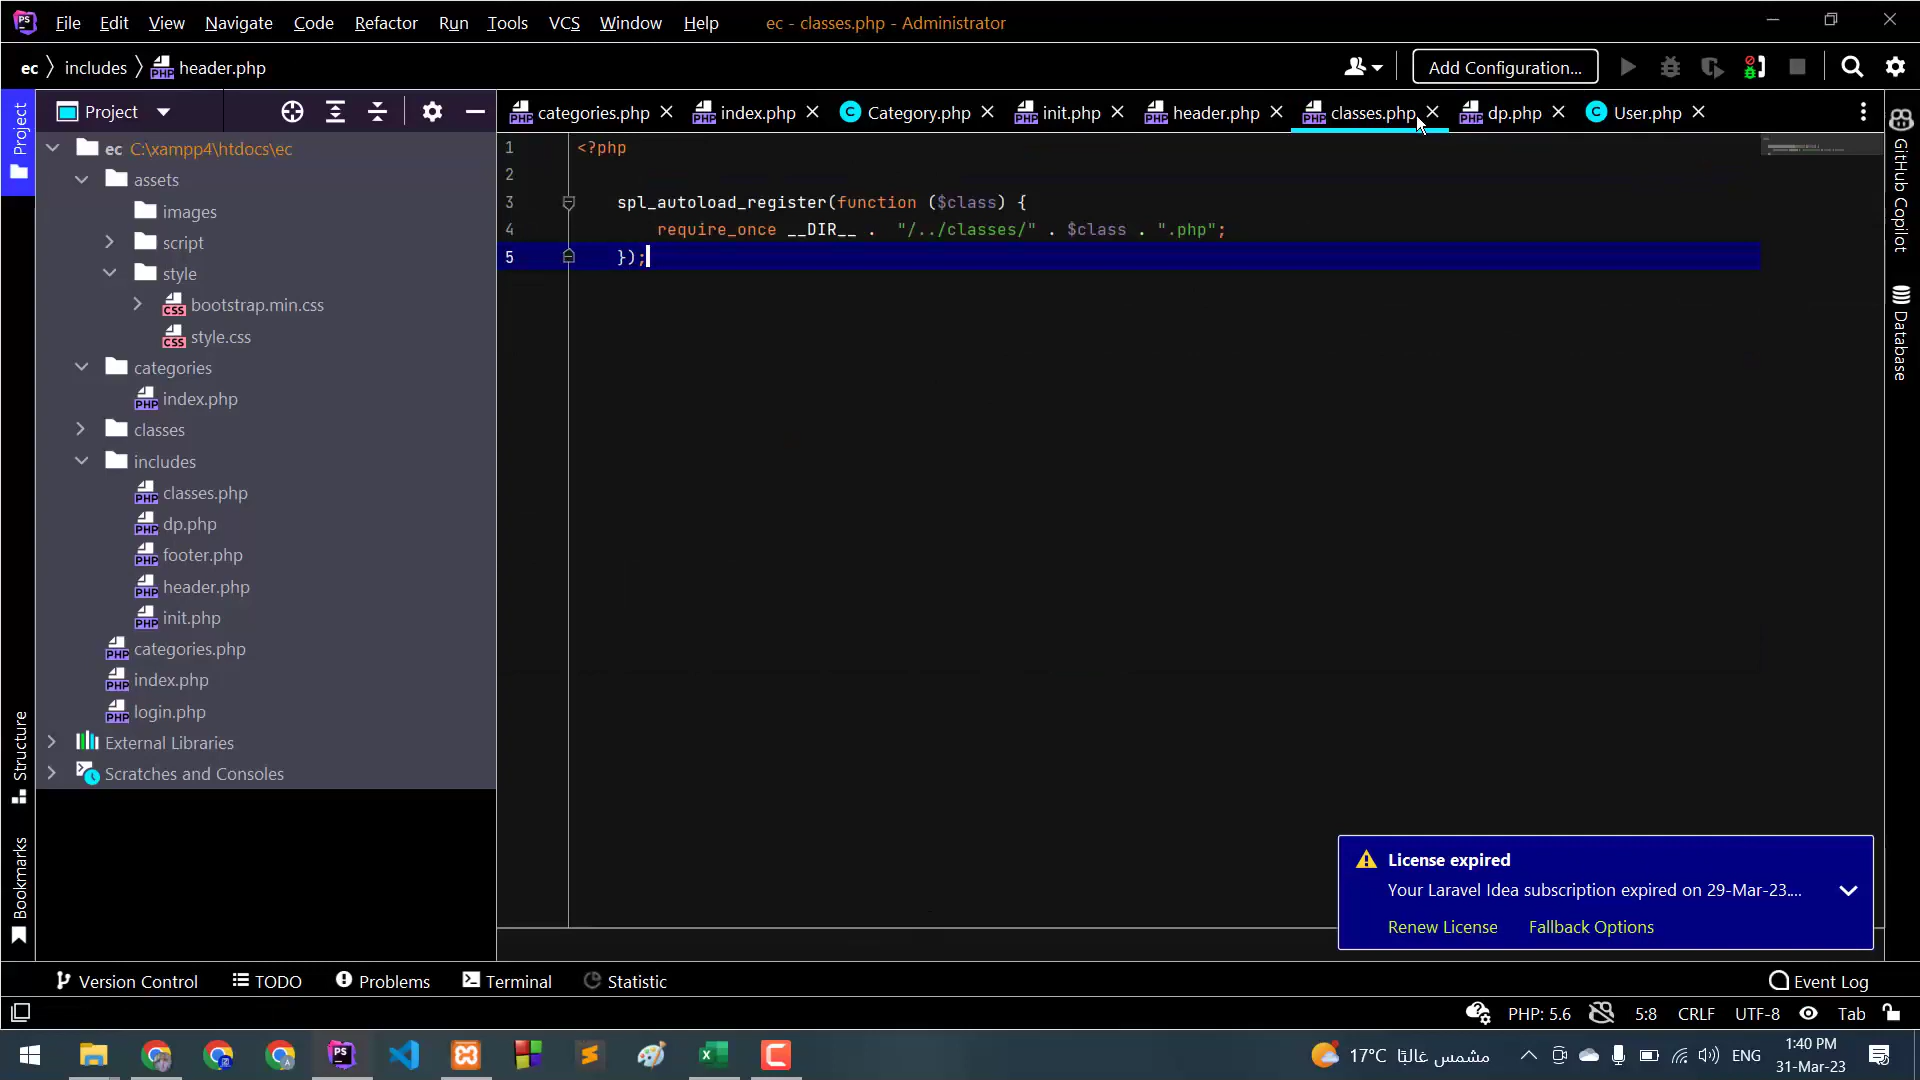 PS File Edit View Navigate Code Refactor Run Tools VCS Window Help ec - classes.php - Administrator
ec includes header.php
Add Configuration...
Project
categories.php index.php Category.php init.php header.php classes.php dp.php User.php
Project
ec C:\xampp4\htdocs\ec
assets
images
script
style
bootstrap.min.css
style.css
categories
index.php
classes
includes
classes.php
dp.php
footer.php
header.php
init.php
categories.php
index.php
login.php
External Libraries
Scratches and Consoles
Structure
Bookmarks
1 <?php
2
3 spl_autoload_register(function ($class) {
4 require_once __DIR__ . "/../classes/" . $class . ".php";
5 });
GitHub Copilot
Database
License expired
Your Laravel Idea subscription expired on 29-Mar-23....
Renew License Fallback Options
Version Control TODO Problems Terminal Statistic Event Log
PHP: 5.6 5:8 CRLF UTF-8 Tab
17°C مشمس غالبًا ENG 1:40 PM
31-Mar-23